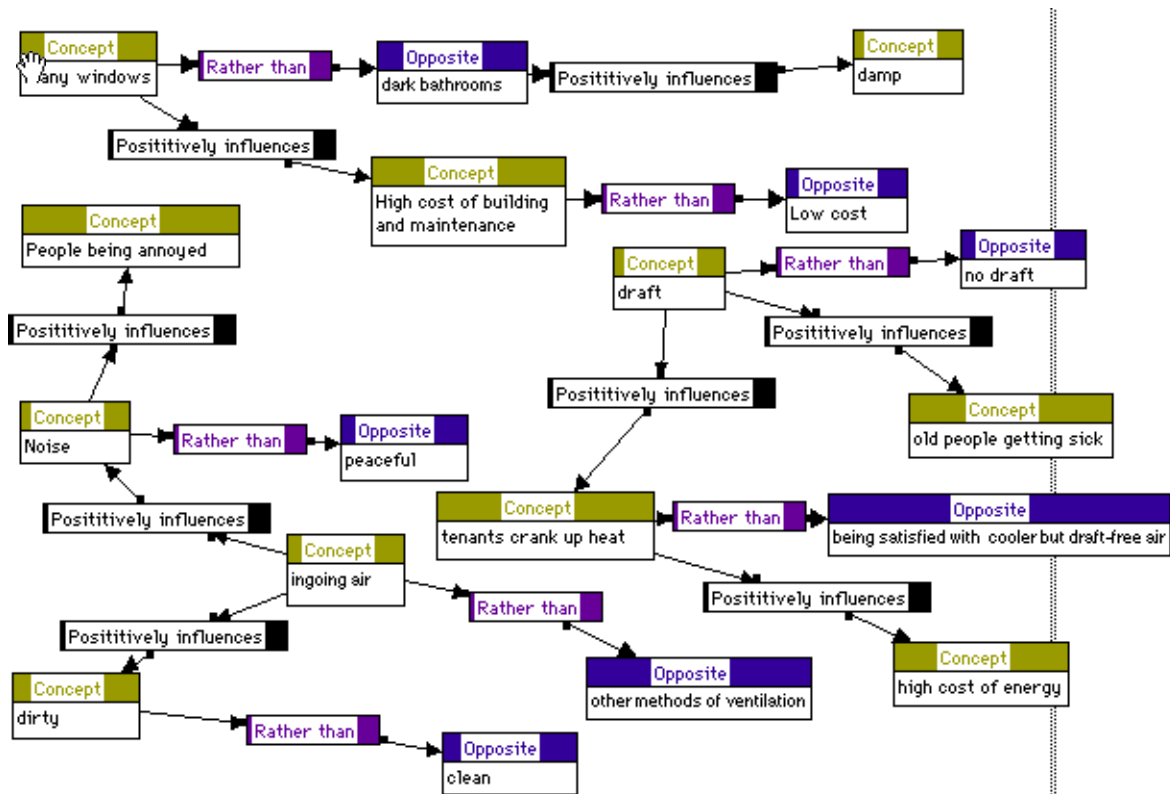 Concept
any windows
Rather than
Opposite
dark bathrooms
Posititively influences
Concept
damp
Posititively influences
Concept
High cost of building
and maintenance
Rather than
Opposite
Low cost
Concept
People being annoyed
Concept
draft
Rather than
Opposite
no draft
Posititively influences
Posititively influences
Posititively influences
Concept
old people getting sick
Concept
Noise
Rather than
Opposite
peaceful
Posititively influences
Concept
tenants crank up heat
Rather than
Opposite
being satisfied with cooler but draft-free air
Concept
ingoing air
Rather than
Posititively influences
Posititively influences
Opposite
other methods of ventilation
Concept
high cost of energy
Concept
dirty
Rather than
Opposite
clean